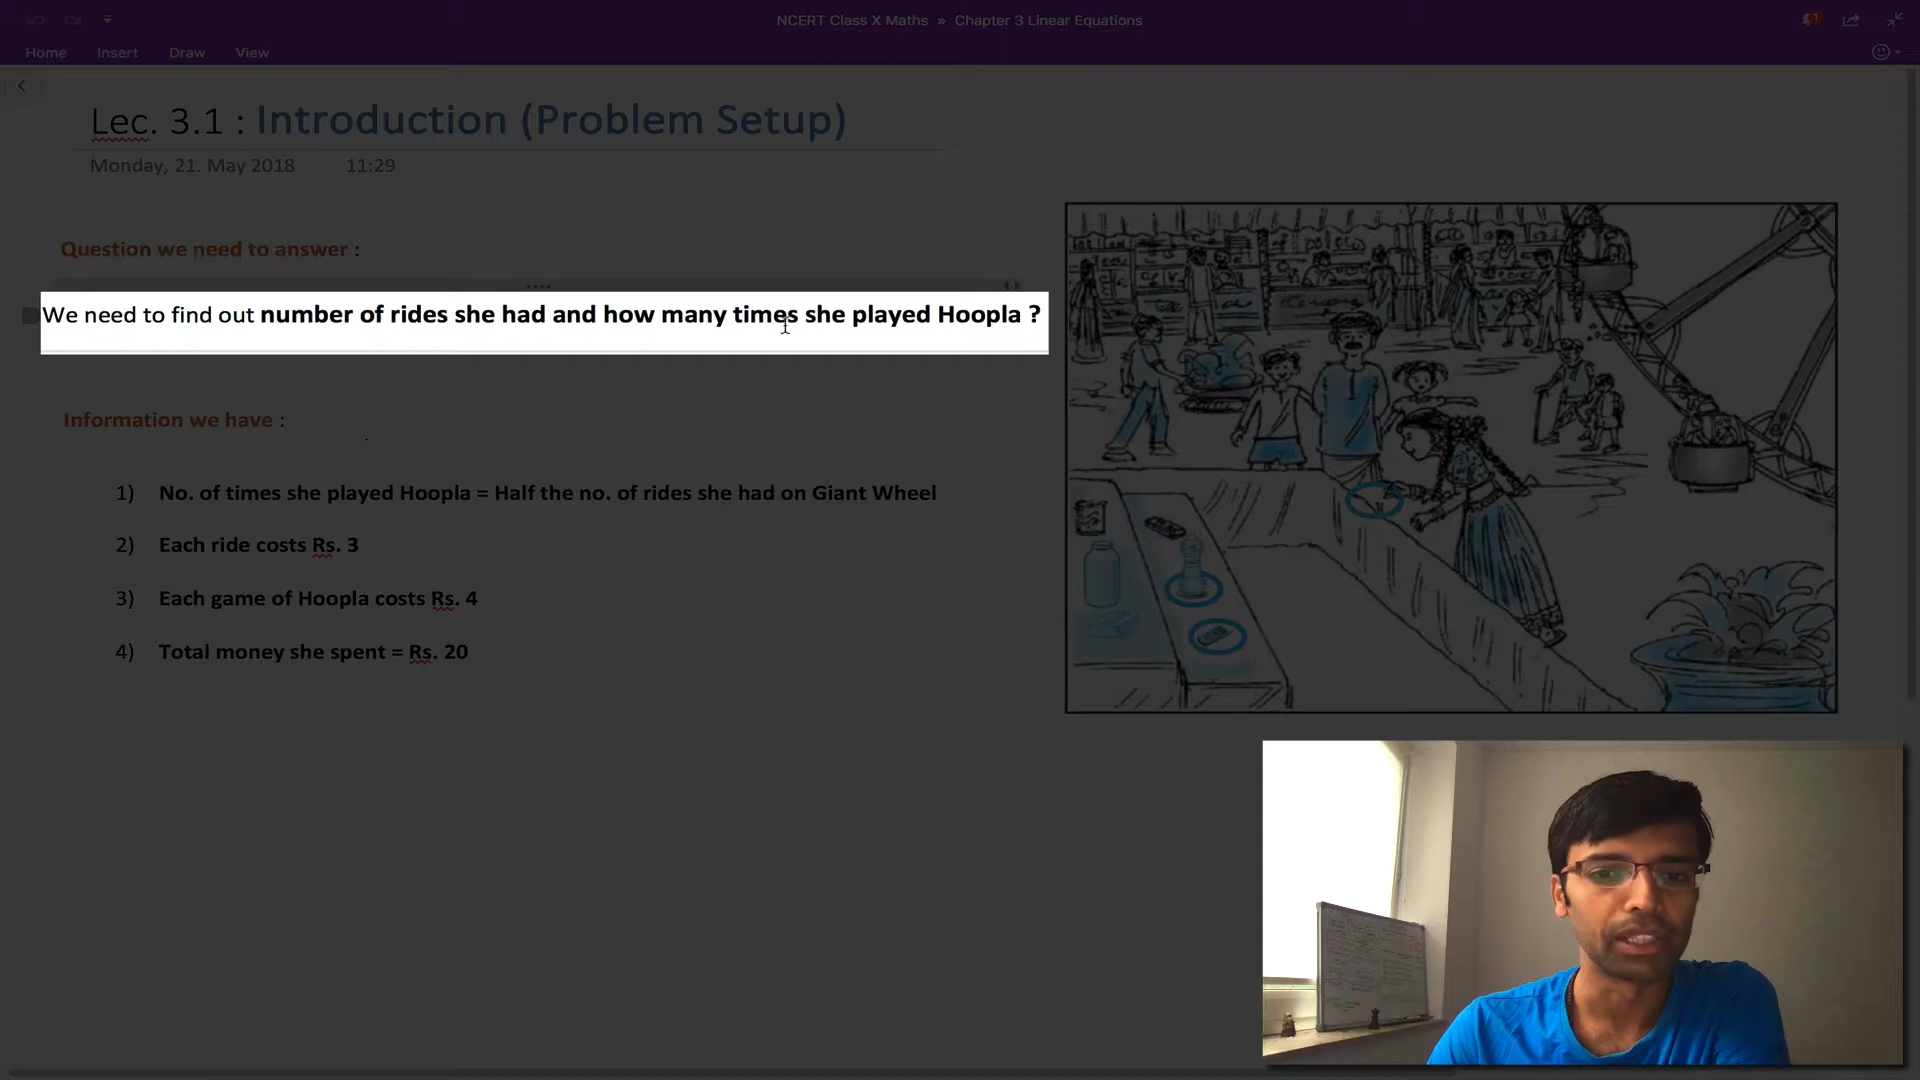 NCERT Class X Maths » Chapter 3 Linear Equations
1
Home Insert Draw View
Lec. 3.1 : Introduction (Problem Setup)
Monday, 21. May 2018 11:29
Question we need to answer :
We need to find out number of rides she had and how many times she played Hoopla ?
Information we have :
1) No. of times she played Hoopla = Half the no. of rides she had on Giant Wheel
2) Each ride costs Rs. 3
3) Each game of Hoopla costs Rs. 4
4) Total money she spent = Rs. 20